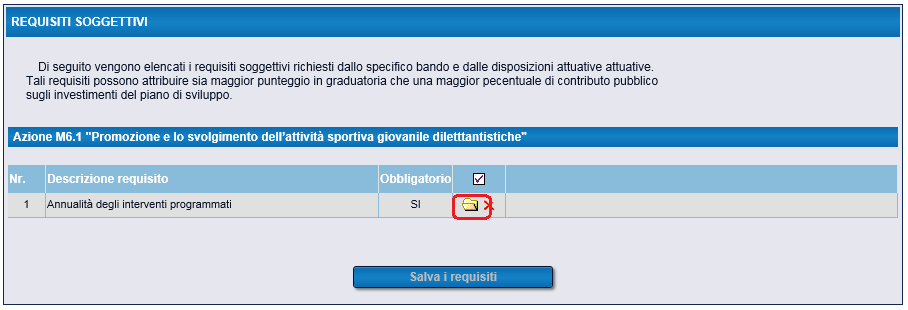 REQUISITI SOGGETTIVI
Di seguito vengono elencati i requisiti soggettivi richiesti dallo specifico bando e dalle disposizioni attuative attuative.
Tali requisiti possono attribuire sia maggior punteggio in graduatoria che una maggior pecentuale di contributo pubblico
sugli investimenti del piano di sviluppo.
Azione M6.1 "Promozione e lo svolgimento dell'attività sportiva giovanile diletttantistiche"
Nr. Descrizione requisito Obbligatorio
1 Annualità degli interventi programmati SI
Salva i requisiti